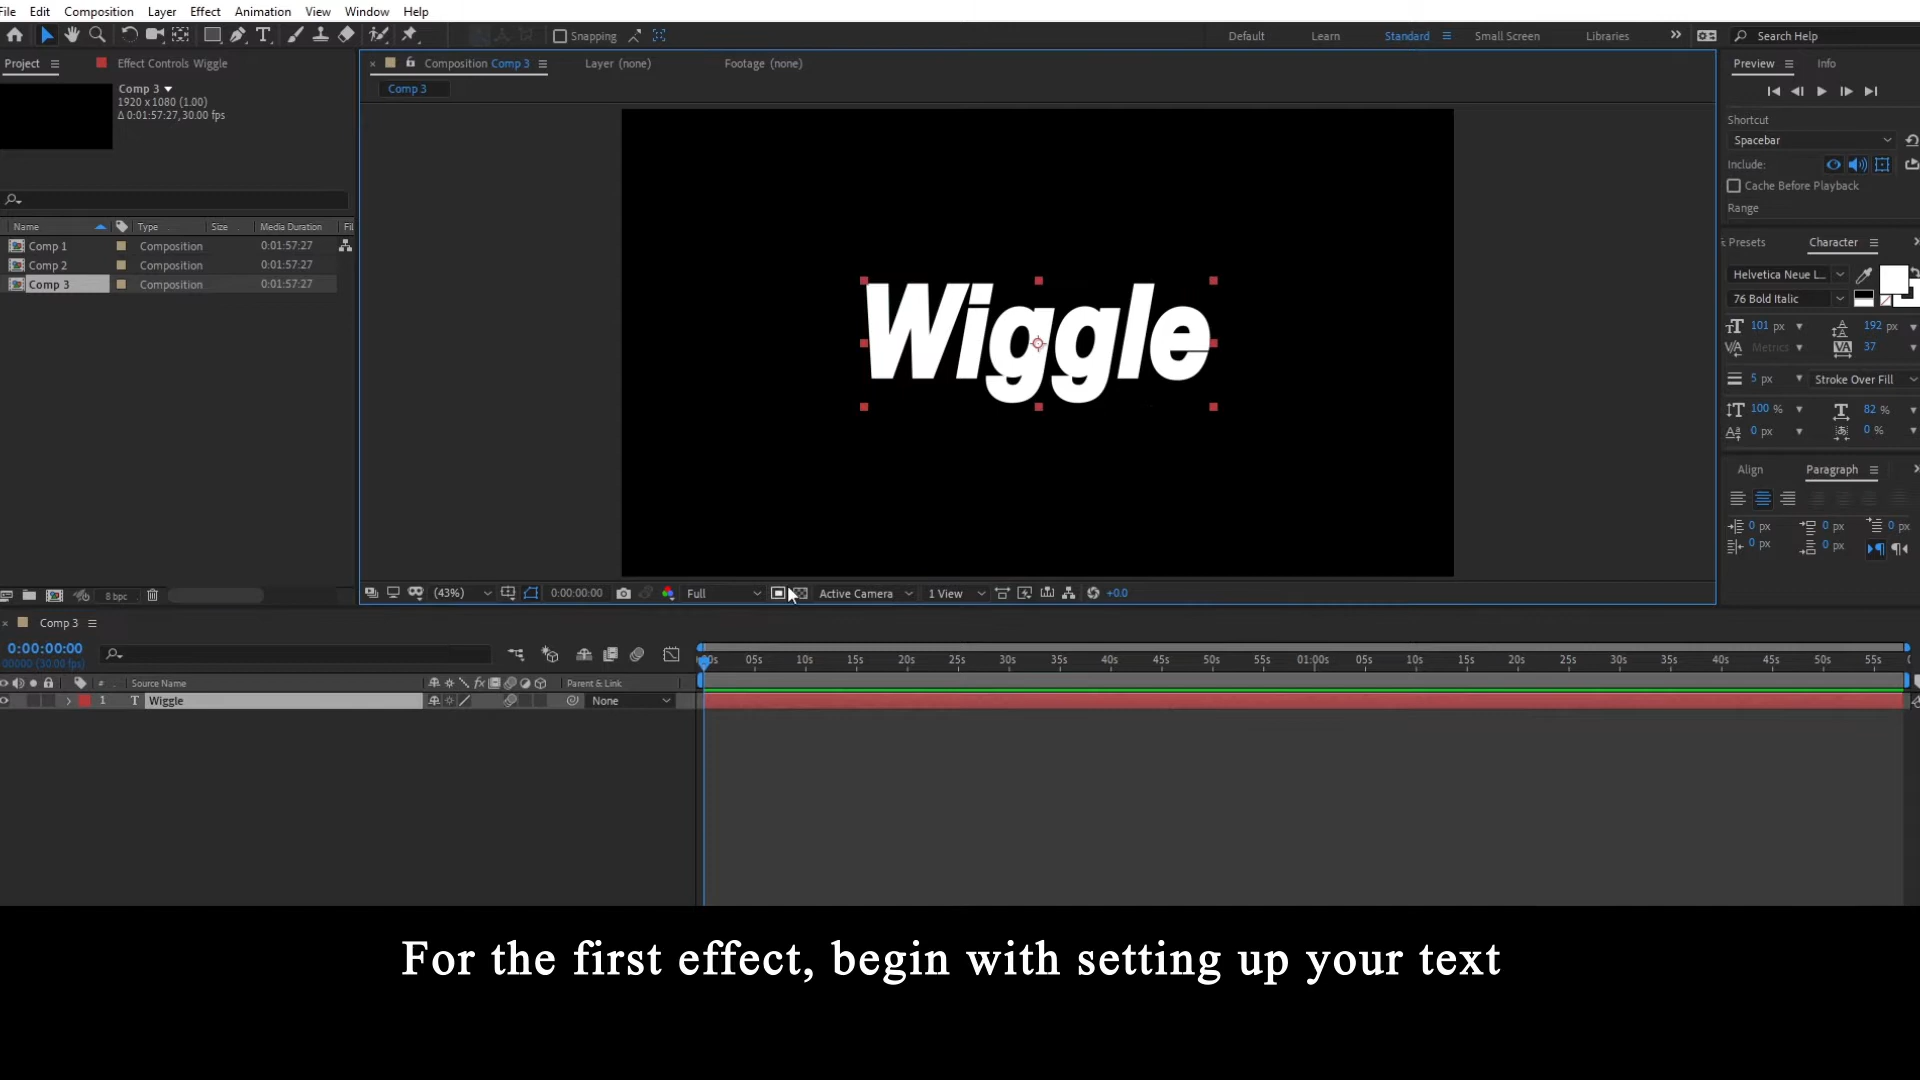 File Edit Composition Layer Effect Animation View Window Help
Snapping Default Learn Standard Small Screen Libraries Search Help
Project Effect Controls Wiggle
Comp 3
1920 x 1080 (1.00)
Δ 0:01:57:27, 30.00 fps
Name Type Size Media Duration Fil
Comp 1 Composition 0:01:57:27
Comp 2 Composition 0:01:57:27
Comp 3 Composition 0:01:57:27
8 bpc
Composition Comp 3 Layer (none) Footage (none)
Comp 3
Wiggle
(43%) 0:00:00:00 Full Active Camera 1 View +0.0
Preview Info
Shortcut
Spacebar
Include:
Cache Before Playback
Range
Presets Character
Helvetica Neue L...
76 Bold Italic
101 px 192 px
Metrics 37
5 px Stroke Over Fill
100 % 82 %
0 px 0 %
Align Paragraph
0 px 0 px 0 px
0 px 0 px
Comp 3
0:00:00:00
00000 (30.00 fps)
# Source Name Parent & Link
1 T Wiggle None
00s 05s 10s 15s 20s 25s 30s 35s 40s 45s 50s 55s 01:00s 05s 10s 15s 20s 25s 30s 35s 40s 45s 50s 55s
For the first effect, begin with setting up your text